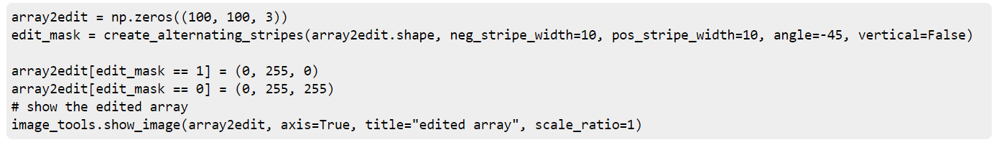 array2edit = np.zeros((100, 100, 3))
edit_mask = create_alternating_stripes(array2edit.shape, neg_stripe_width=10, pos_stripe_width=10, angle=-45, vertical=False)
array2edit[edit_mask == 1] = (0, 255, 0)
array2edit[edit_mask == 0] = (0, 255, 255)
# show the edited array
image_tools.show_image(array2edit, axis=True, title="edited array", scale_ratio=1)